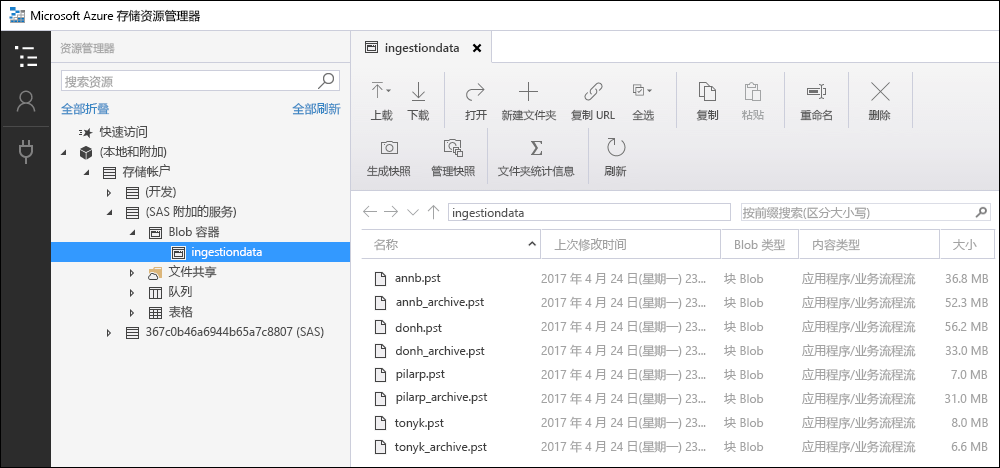 Microsoft Azure 存储资源管理器
资源管理器
搜索资源
全部折叠 全部刷新
快速访问
(本地和附加)
存储帐户
(开发)
(SAS 附加的服务)
Blob 容器
ingestiondata
文件共享
队列
表格
367c0b46a6944b65a7c8807 (SAS)
ingestiondata
上载 下载 打开 新建文件夹 复制 URL 全选 复制 粘贴 重命名 删除
生成快照 管理快照 文件夹统计信息 刷新
ingestiondata 按前缀搜索(区分大小写)
名称 上次修改时间 Blob 类型 内容类型 大小
annb.pst 2017 年 4 月 24 日(星期一) 23... 块 Blob 应用程序/业务流程流 36.8 MB
annb_archive.pst 2017 年 4 月 24 日(星期一) 23... 块 Blob 应用程序/业务流程流 52.3 MB
donh.pst 2017 年 4 月 24 日(星期一) 23... 块 Blob 应用程序/业务流程流 56.2 MB
donh_archive.pst 2017 年 4 月 24 日(星期一) 23... 块 Blob 应用程序/业务流程流 33.0 MB
pilarp.pst 2017 年 4 月 24 日(星期一) 23... 块 Blob 应用程序/业务流程流 7.0 MB
pilarp_archive.pst 2017 年 4 月 24 日(星期一) 23... 块 Blob 应用程序/业务流程流 31.0 MB
tonyk.pst 2017 年 4 月 24 日(星期一) 23... 块 Blob 应用程序/业务流程流 8.0 MB
tonyk_archive.pst 2017 年 4 月 24 日(星期一) 23... 块 Blob 应用程序/业务流程流 6.6 MB